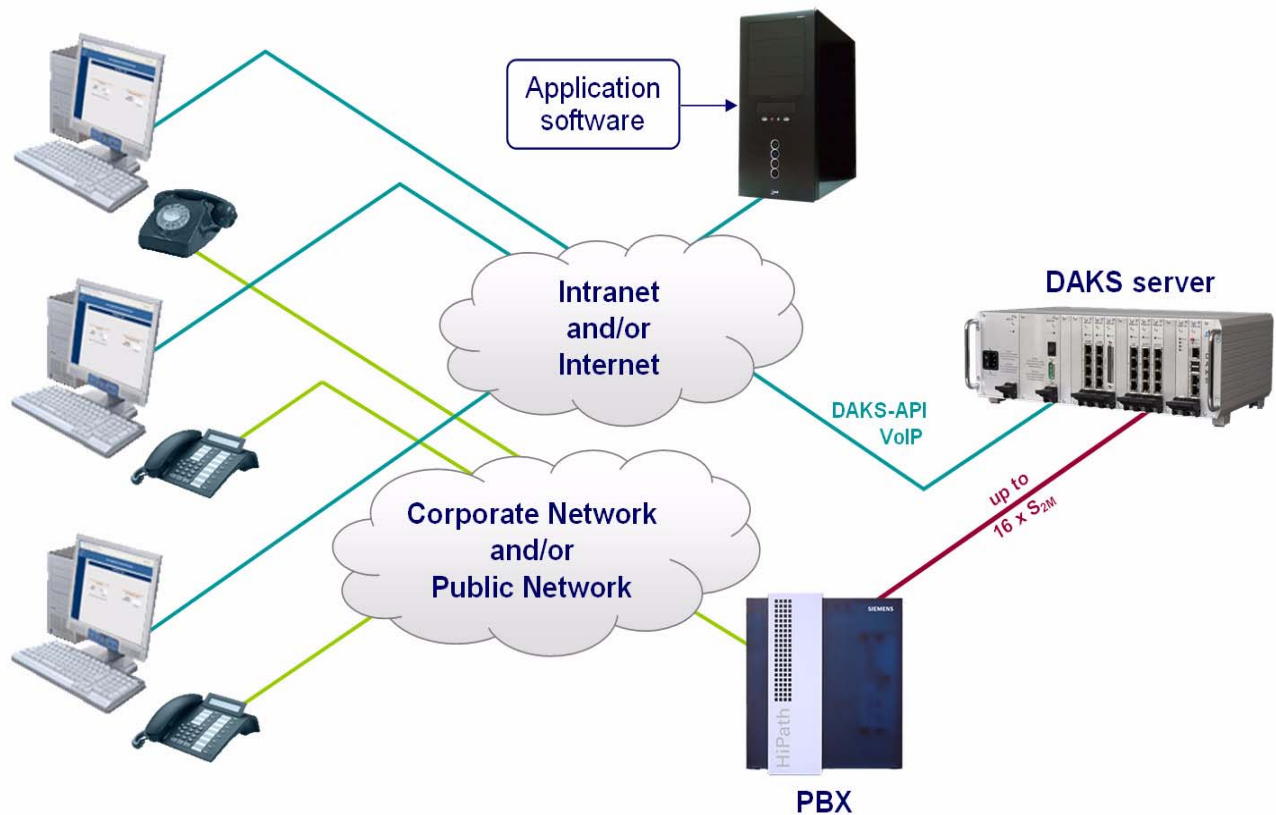 Application
software
Intranet
and/or
Internet
DAKS server
DAKS-API
VoIP
up to
16 x S2M
Corporate Network
and/or
Public Network
SIEMENS
HiPath
PBX